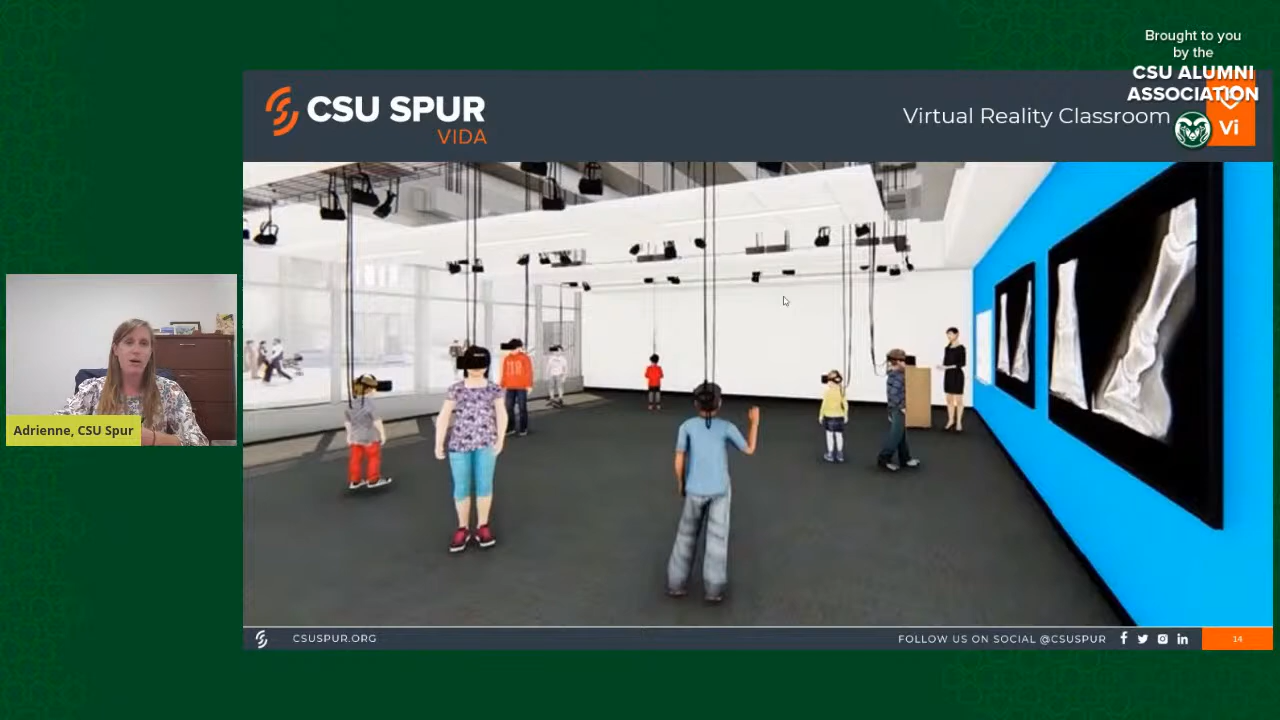 Brought to you
by the
CSU ALUMNI
ASSOCIATION
CSU SPUR
VIDA
Virtual Reality Classroom
Vi
Adrienne, CSU Spur
CSUSPUR.ORG
FOLLOW US ON SOCIAL @CSUSPUR
14